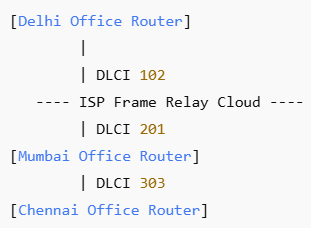 [Delhi Office Router]
|
| DLCI 102
---- ISP Frame Relay Cloud ----
| DLCI 201
[Mumbai Office Router]
| DLCI 303
[Chennai Office Router]